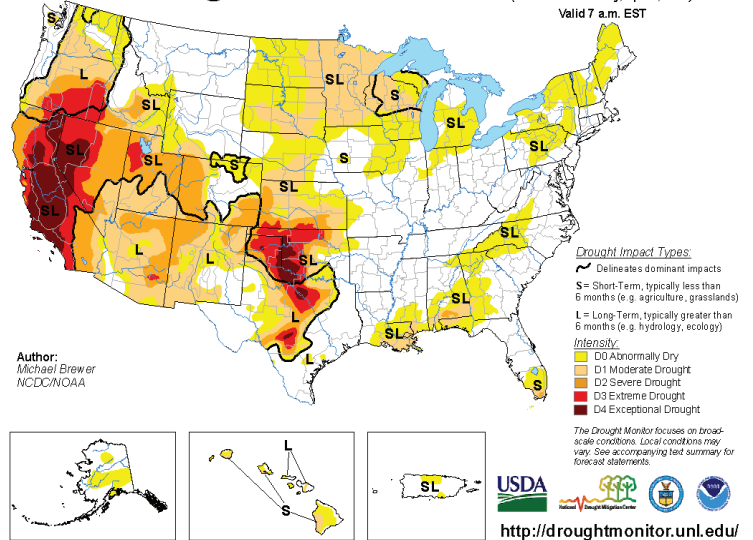 Valid 7 a.m. EST
S
L
SL
SL
S
SL
SL
SL
S
S
SL
SL
SL
SL
L
L
SL
SL
SL
L
SL
L
S
Drought Impact Types:
Delineates dominant impacts
S = Short-Term, typically less than
6 months (e.g. agriculture, grasslands)
L = Long-Term, typically greater than
6 months (e.g. hydrology, ecology)
Intensity:
D0 Abnormally Dry
D1 Moderate Drought
D2 Severe Drought
D3 Extreme Drought
D4 Exceptional Drought
Author:
Michael Brewer
NCDC/NOAA
The Drought Monitor focuses on broad-
scale conditions. Local conditions may
vary. See accompanying text summary for
forecast statements.
L
S
SL
USDA
National Drought Mitigation Center
http://droughtmonitor.unl.edu/